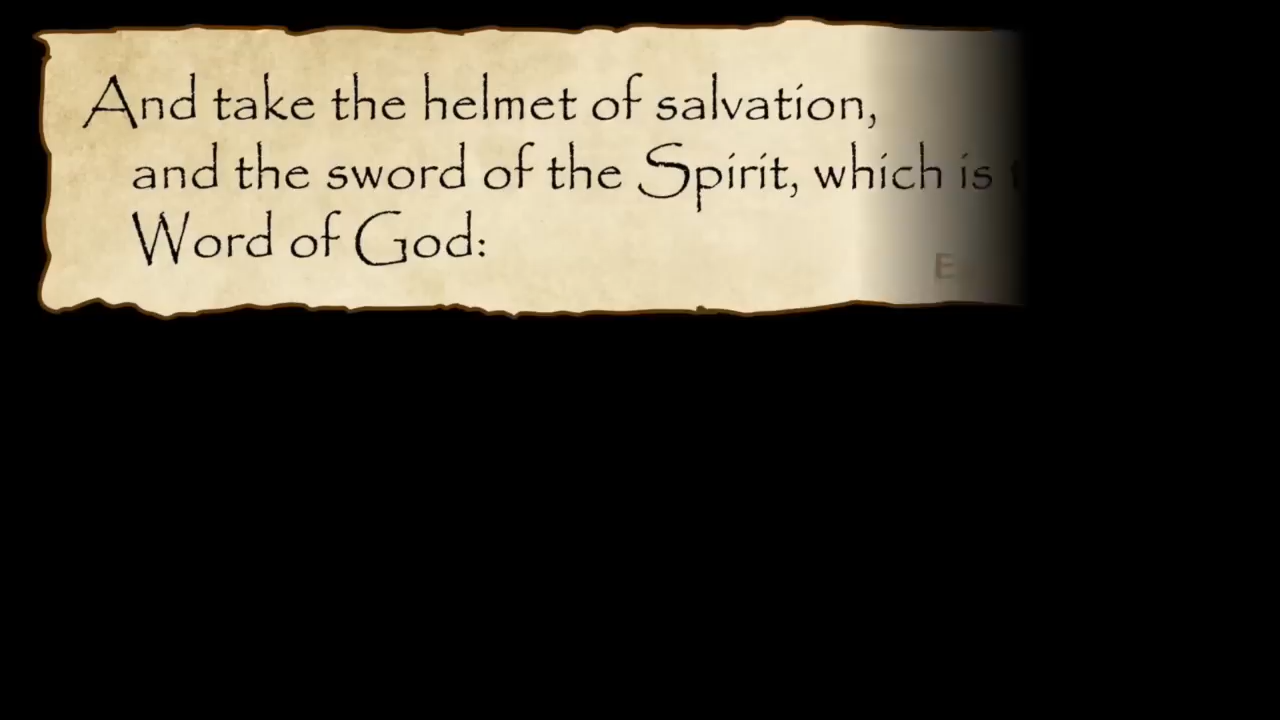 And take the helmet of salvation,
and the sword of the Spirit, which is
Word of God: